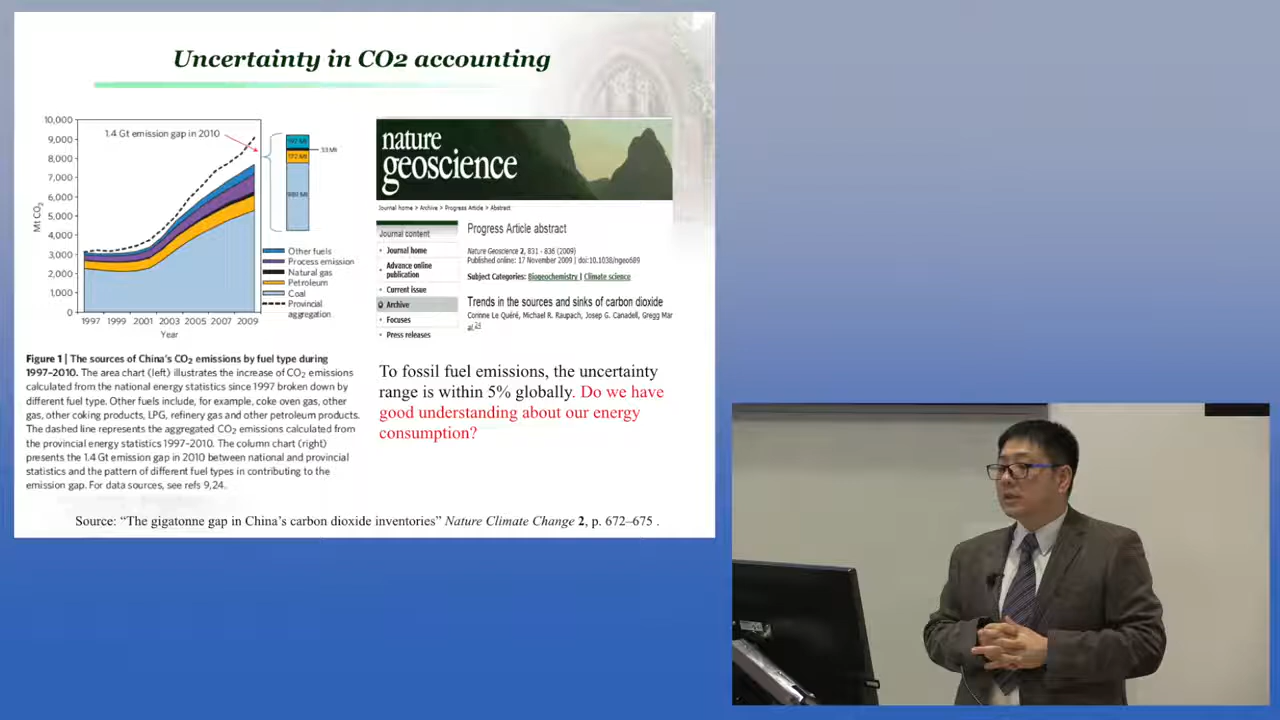 Uncertainty in CO2 accounting
10,000
9,000
8,000
7,000
6,000
5,000
4,000
3,000
2,000
1,000
0
Mt CO₂
1.4 Gt emission gap in 2010
33 Mt
172 Mt
Other fuels
Process emission
Natural gas
Petroleum
Coal
Provincial
aggregation
1997 1999 2001 2003 2005 2007 2009
Year
Figure 1 | The sources of China's CO₂ emissions by fuel type during
1997–2010. The area chart (left) illustrates the increase of CO₂ emissions
calculated from the national energy statistics since 1997 broken down by
different fuel type. Other fuels include, for example, coke oven gas, other
gas, other coking products, LPG, refinery gas and other petroleum products.
The dashed line represents the aggregated CO₂ emissions calculated from
the provincial energy statistics 1997–2010. The column chart (right)
presents the 1.4 Gt emission gap in 2010 between national and provincial
statistics and the pattern of different fuel types in contributing to the
emission gap. For data sources, see refs 9,24.
nature
geoscience
Journal home > Archive > Progress Article > Abstract
Journal content
Journal home
Advance online
publication
Current issue
Archive
Focuses
Press releases
Progress Article abstract
Nature Geoscience 2, 831 - 836 (2009)
Published online: 17 November 2009 | doi:10.1038/ngeo689
Subject Categories: Biogeochemistry | Climate science
Trends in the sources and sinks of carbon dioxide
Corinne Le Quéré, Michael R. Raupach, Josep G. Canadell, Gregg Mar
al.24
To fossil fuel emissions, the uncertainty
range is within 5% globally. Do we have
good understanding about our energy
consumption?
Source: “The gigatonne gap in China’s carbon dioxide inventories” Nature Climate Change 2, p. 672–675 .